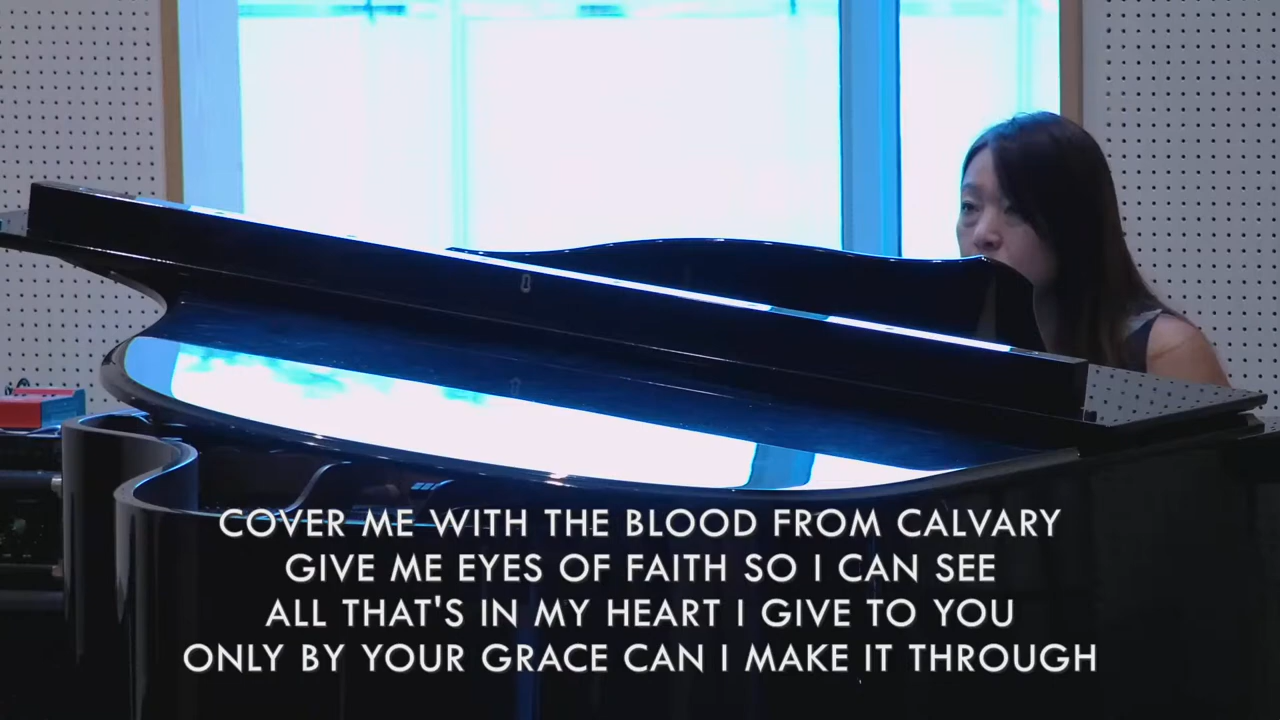 COVER ME WITH THE BLOOD FROM CALVARY
GIVE ME EYES OF FAITH SO I CAN SEE
ALL THAT'S IN MY HEART I GIVE TO YOU
ONLY BY YOUR GRACE CAN I MAKE IT THROUGH